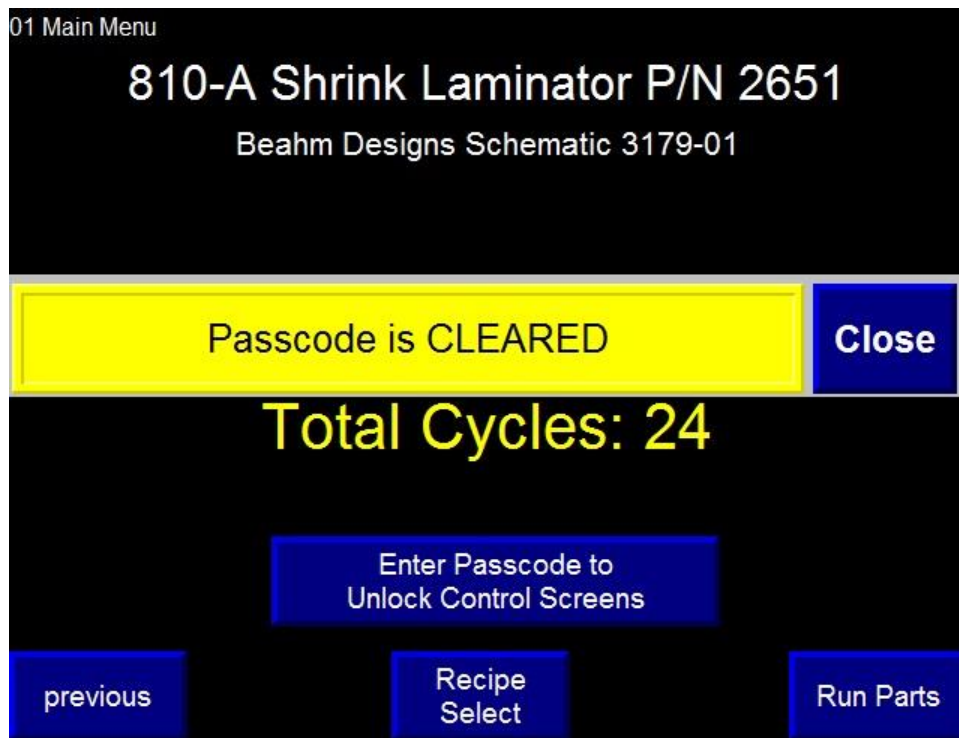 01 Main Menu
810-A Shrink Laminator P/N 2651
Beahm Designs Schematic 3179-01
Passcode is CLEARED
Close
Total Cycles: 24
Enter Passcode to
Unlock Control Screens
previous
Recipe
Select
Run Parts